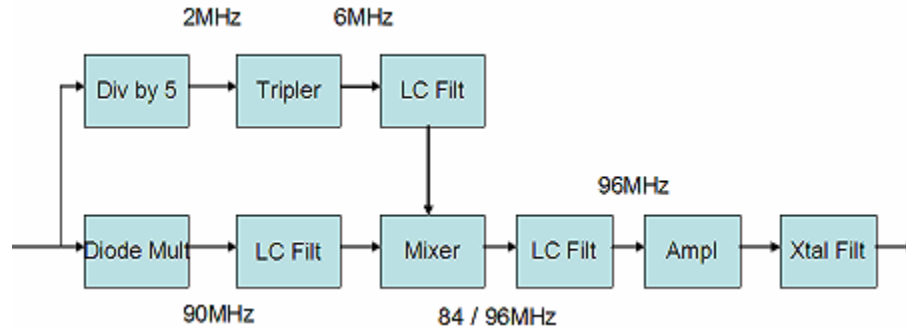 2MHz 6MHz
Div by 5 Tripler LC Filt
96MHz
Diode Mult LC Filt Mixer LC Filt Ampl Xtal Filt
90MHz 84 / 96MHz